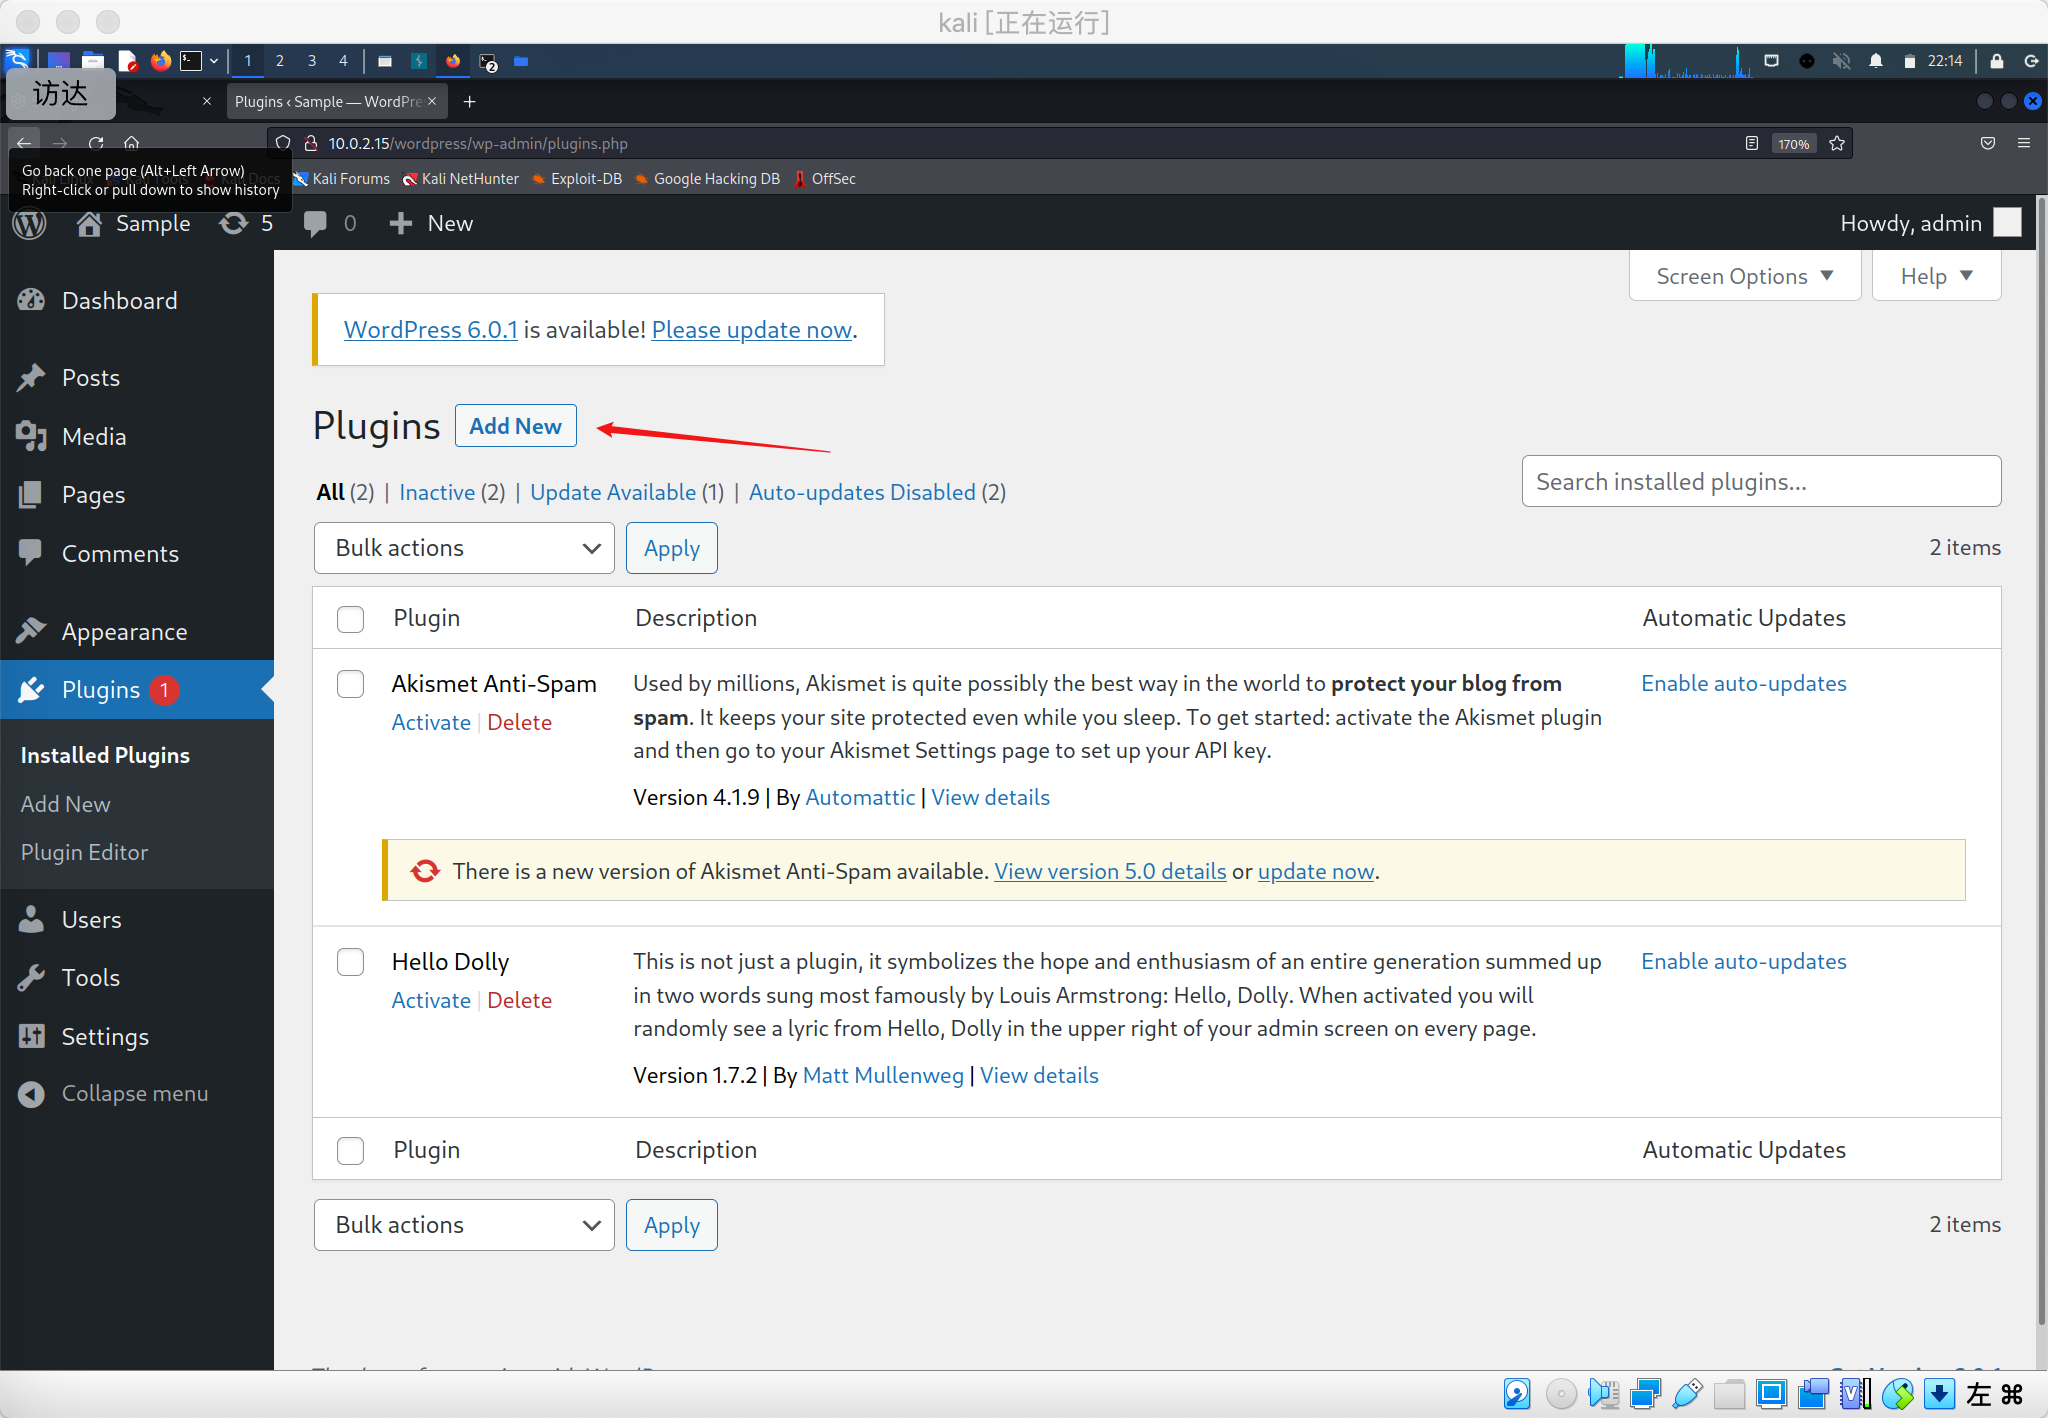 kali [正在运行]
1 2 3 4
2
22:14
访达
Plugins ‹ Sample — WordPre
10.0.2.15/wordpress/wp-admin/plugins.php
170%
Go back one page (Alt+Left Arrow)
Right-click or pull down to show history
Kali Forums Kali NetHunter Exploit-DB Google Hacking DB OffSec
Sample 5 0 New
Howdy, admin
Screen Options Help
Dashboard
Posts
Media
Pages
Comments
Appearance
Plugins 1
Installed Plugins
Add New
Plugin Editor
Users
Tools
Settings
Collapse menu
WordPress 6.0.1 is available! Please update now.
Plugins Add New
All (2) | Inactive (2) | Update Available (1) | Auto-updates Disabled (2)
Search installed plugins...
Bulk actions Apply
2 items
Plugin Description Automatic Updates
Akismet Anti-Spam
Activate | Delete
Used by millions, Akismet is quite possibly the best way in the world to protect your blog from
spam. It keeps your site protected even while you sleep. To get started: activate the Akismet plugin
and then go to your Akismet Settings page to set up your API key.
Version 4.1.9 | By Automattic | View details
Enable auto-updates
There is a new version of Akismet Anti-Spam available. View version 5.0 details or update now.
Hello Dolly
Activate | Delete
This is not just a plugin, it symbolizes the hope and enthusiasm of an entire generation summed up
in two words sung most famously by Louis Armstrong: Hello, Dolly. When activated you will
randomly see a lyric from Hello, Dolly in the upper right of your admin screen on every page.
Version 1.7.2 | By Matt Mullenweg | View details
Enable auto-updates
Plugin Description Automatic Updates
Bulk actions Apply
2 items
左 ⌘